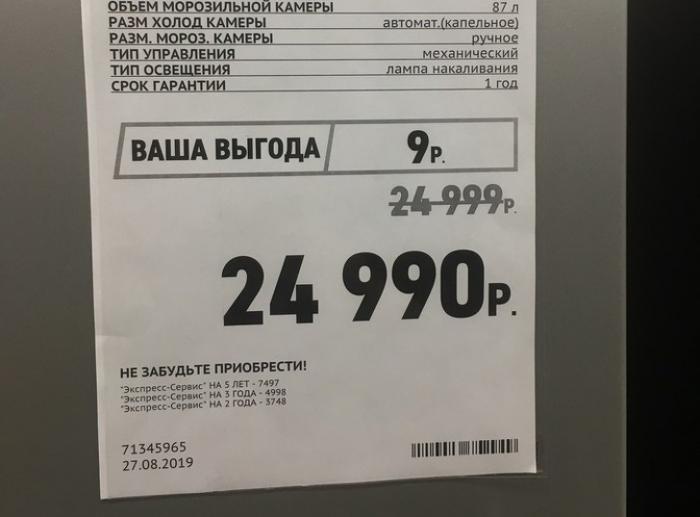 ОБЪЕМ МОРОЗИЛЬНОЙ КАМЕРЫ 87 л
РАЗМ ХОЛОД КАМЕРЫ автомат.(капельное)
РАЗМ. МОРОЗ. КАМЕРЫ ручное
ТИП УПРАВЛЕНИЯ механический
ТИП ОСВЕЩЕНИЯ лампа накаливания
СРОК ГАРАНТИИ 1 год
ВАША ВЫГОДА 9Р.
24 999Р.
24 990Р.
НЕ ЗАБУДЬТЕ ПРИОБРЕСТИ!
"Экспресс-Сервис" НА 5 ЛЕТ - 7497
"Экспресс-Сервис" НА 3 ГОДА - 4998
"Экспресс-Сервис" НА 2 ГОДА - 3748
71345965
27.08.2019